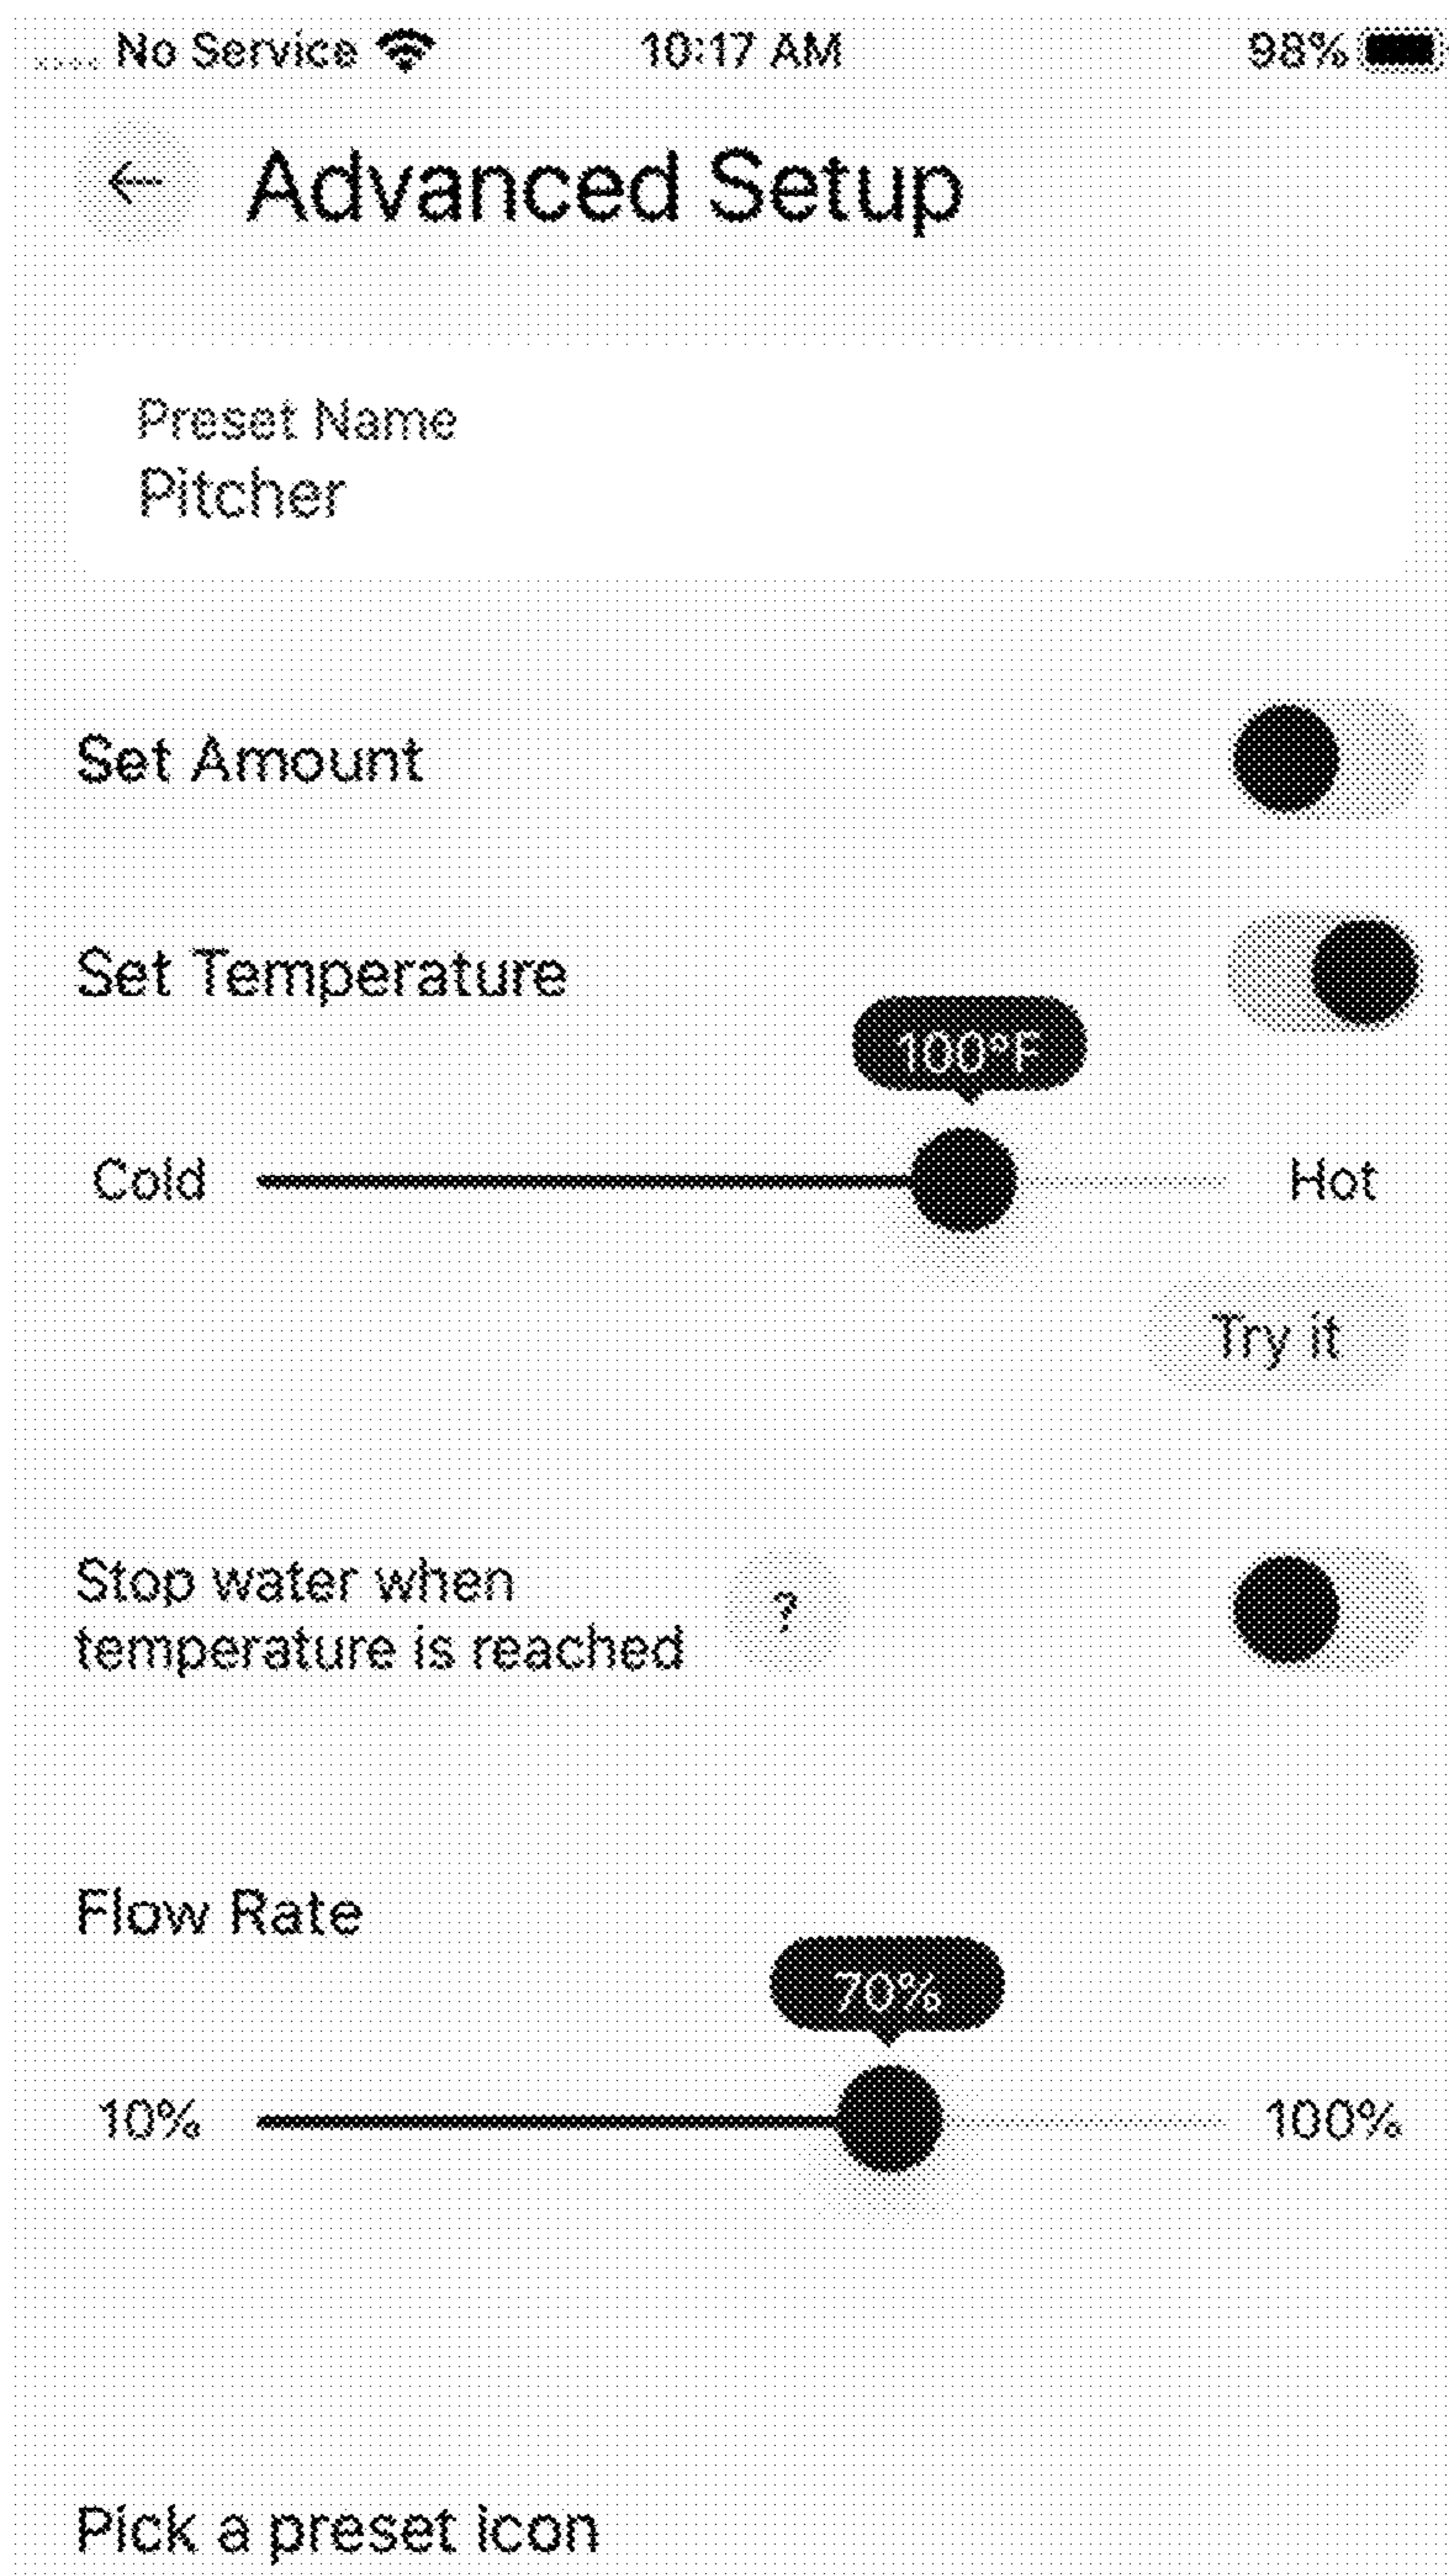 No Service 10:17 AM 98%
Advanced Setup
Preset Name
Pitcher
Set Amount
Set Temperature
100°F
Cold Hot
Try it
Stop water when
temperature is reached ?
Flow Rate
70%
10% 100%
Pick a preset icon